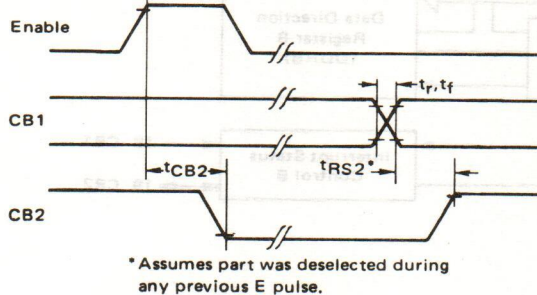 Enable
tr, tf
CB1
tCB2
tRS2*
CB2
*Assumes part was deselected during
any previous E pulse.